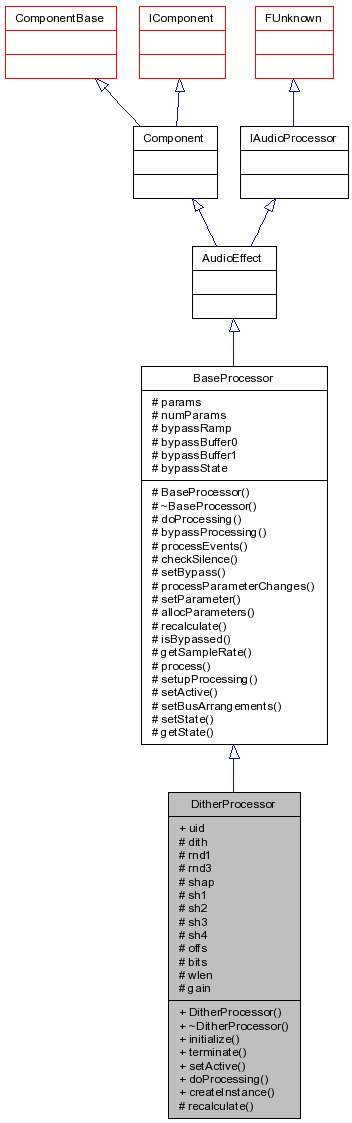 ComponentBase
IComponent
FUnknown
Component
IAudioProcessor
AudioEffect
BaseProcessor
# params
# numParams
# bypassRamp
# bypassBuffer0
# bypassBuffer1
# bypassState
# BaseProcessor()
# ~BaseProcessor()
# doProcessing()
# bypassProcessing()
# processEvents()
# checkSilence()
# setBypass()
# processParameterChanges()
# setParameter()
# allocParameters()
# recalculate()
# isBypassed()
# getSampleRate()
# process()
# setupProcessing()
# setActive()
# setBusArrangements()
# setState()
# getState()
DitherProcessor
+ uid
# dith
# rnd1
# rnd3
# shap
# sh1
# sh2
# sh3
# sh4
# offs
# bits
# wlen
# gain
+ DitherProcessor()
+ ~DitherProcessor()
+ initialize()
+ terminate()
+ setActive()
+ doProcessing()
+ createInstance()
# recalculate()